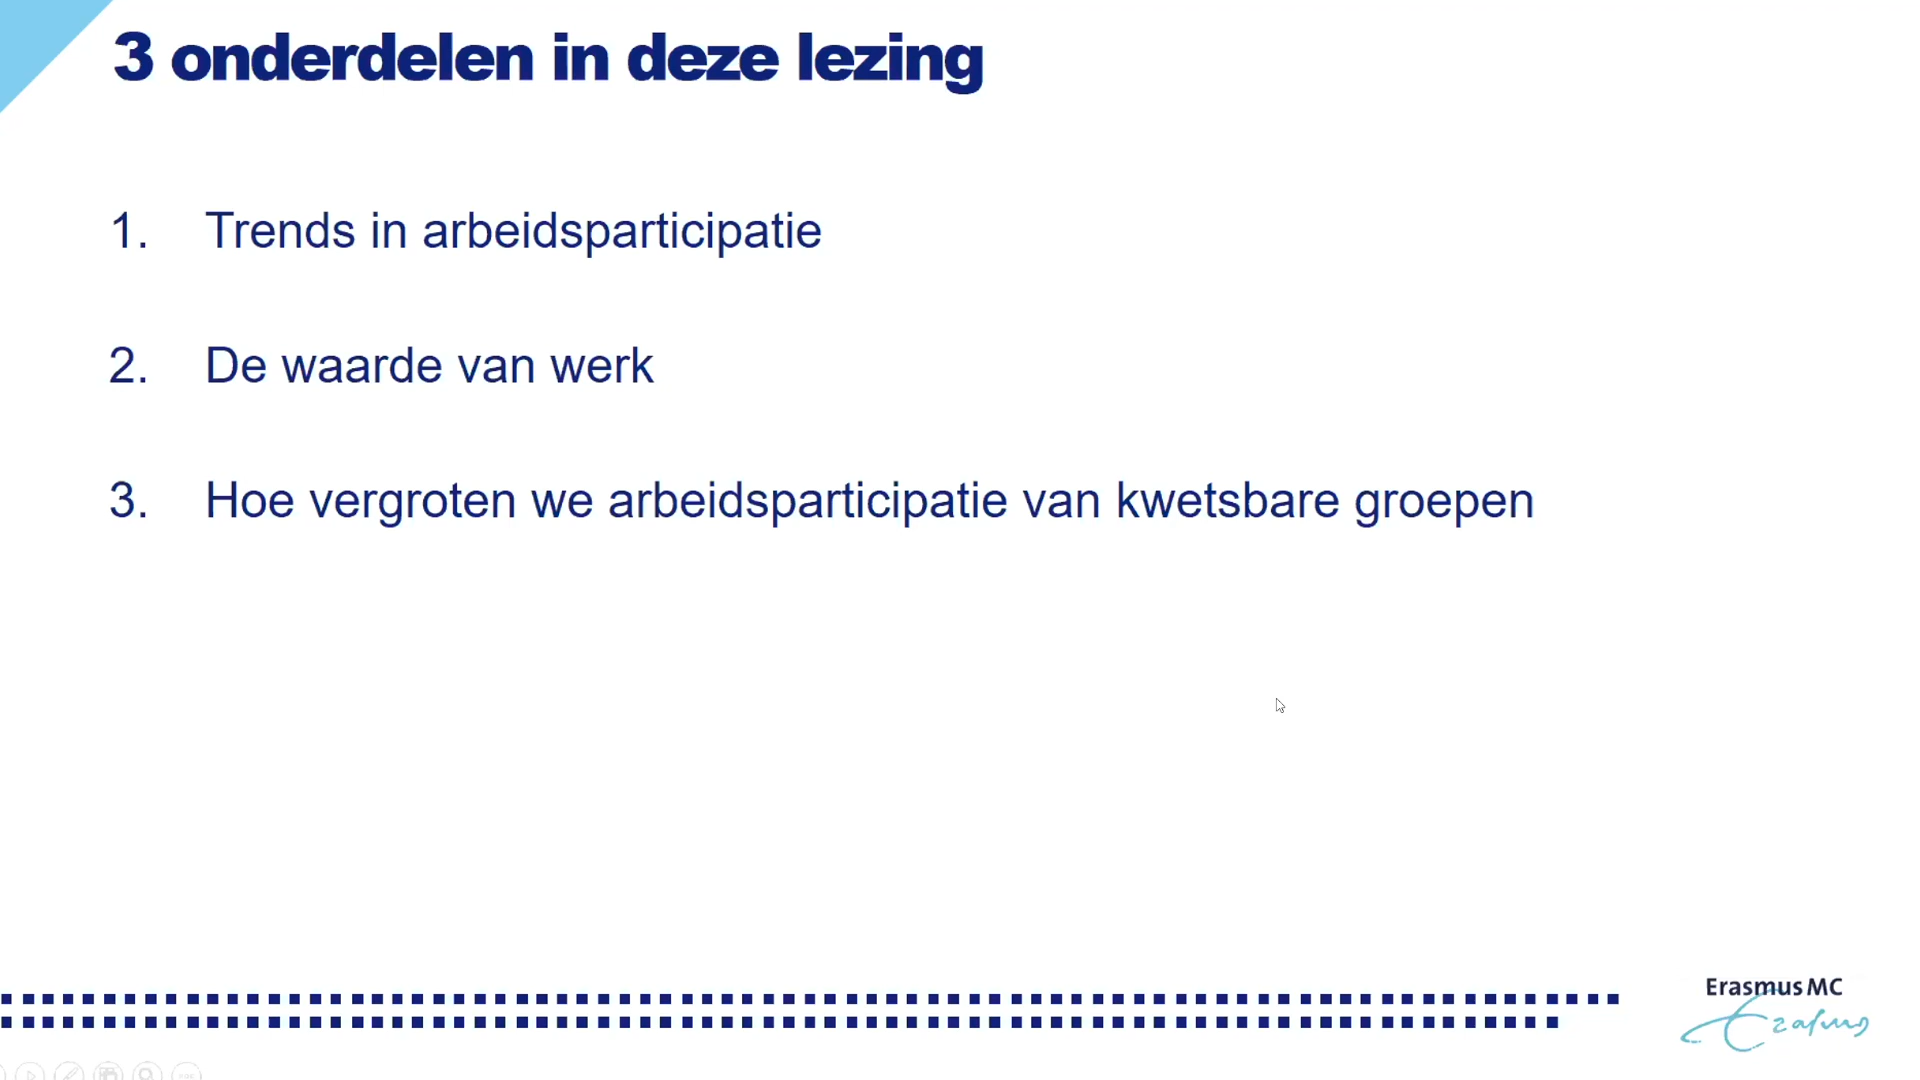 3 onderdelen in deze lezing
1. Trends in arbeidsparticipatie
2. De waarde van werk
3. Hoe vergroten we arbeidsparticipatie van kwetsbare groepen
Erasmus MC